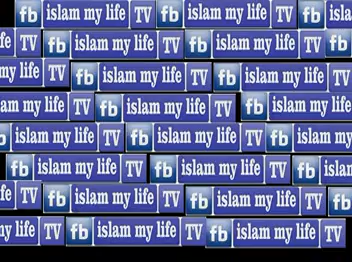 fb islam my life TV fb islam my life TV fb isla
fe TV fb islam my life TV fb islam my life TV fb
my life TV fb islam my life TV fb islam my life
am my life TV fb islam my life TV fb islam my life
islam my life TV fb islam my life TV fb islam my
fb islam my life TV fb islam my life TV fb islam
fe TV fb islam my life TV fb islam my life TV fb
my life TV fb islam my life TV fb islam my life TV